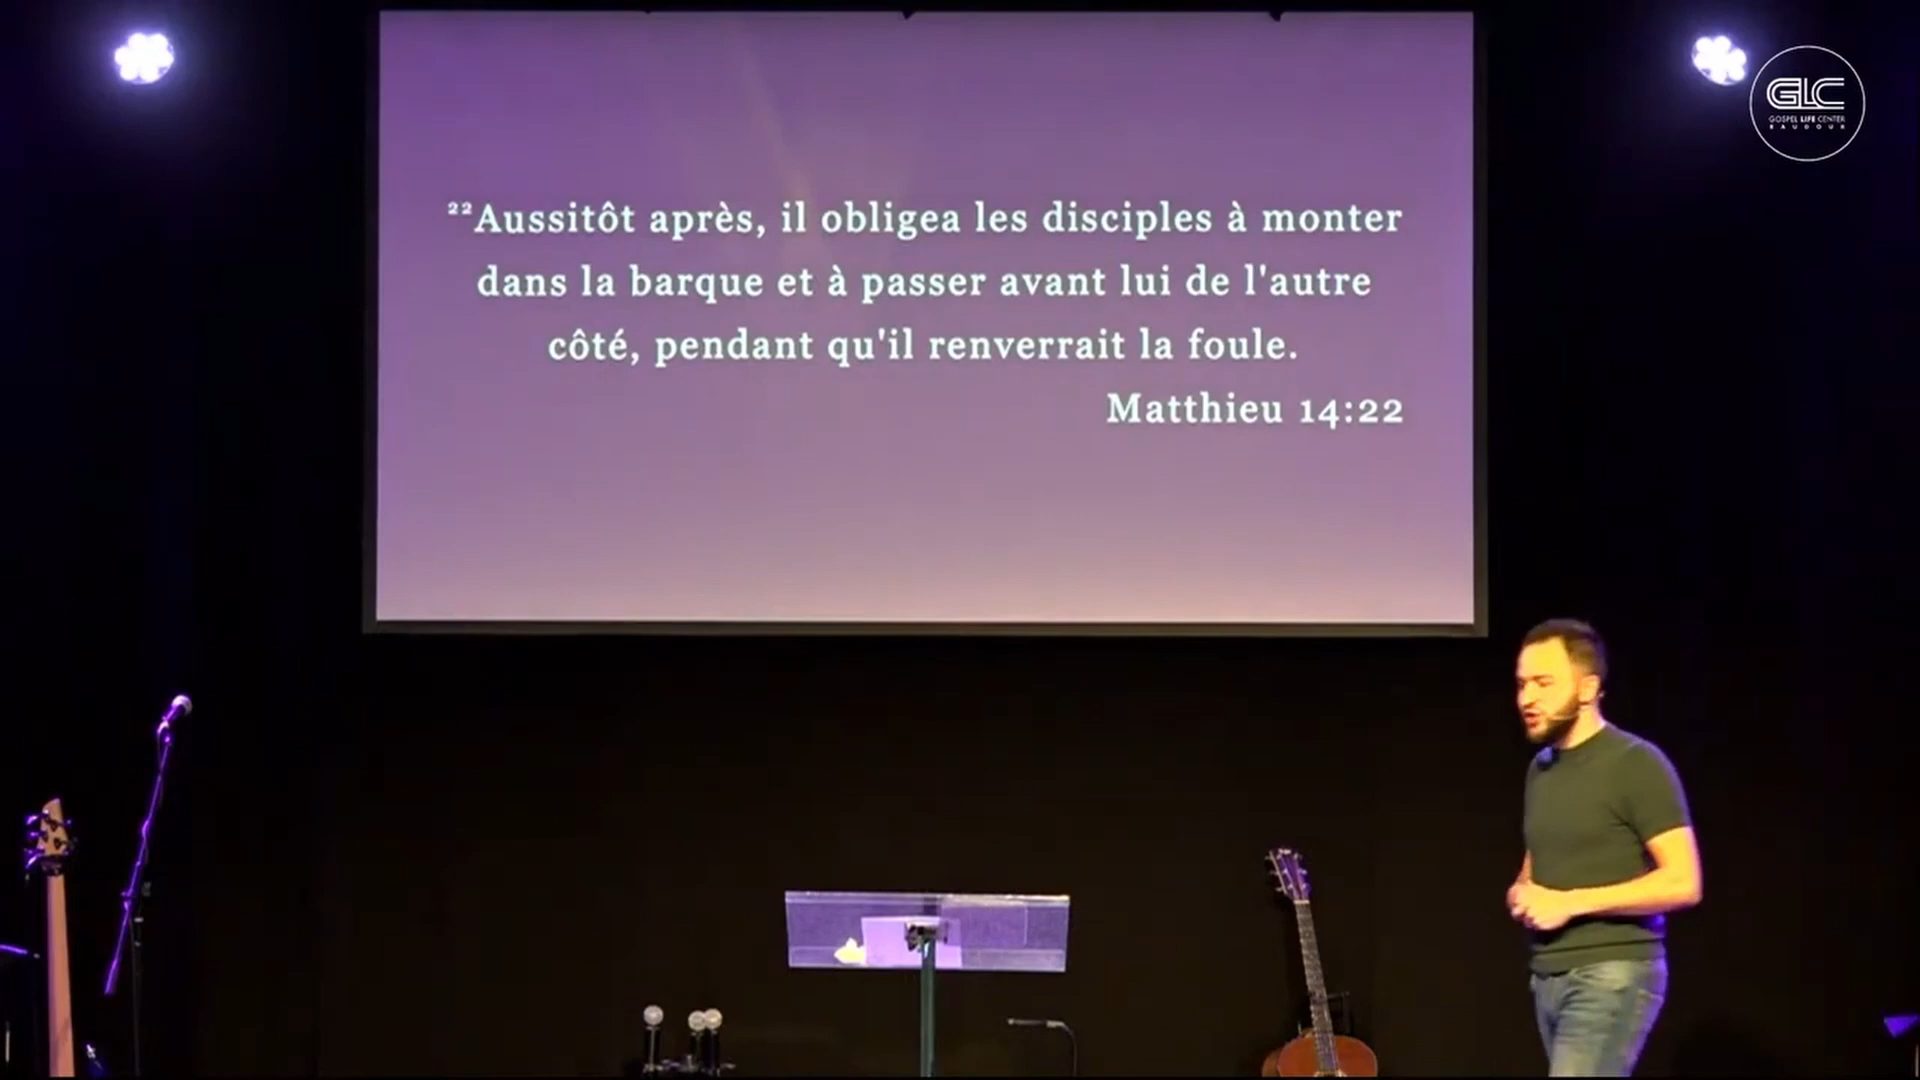 GLC
GOSPEL LIFE CENTER
BAUDOUR
²²Aussitôt après, il obligea les disciples à monter
dans la barque et à passer avant lui de l'autre
côté, pendant qu'il renverrait la foule.
Matthieu 14:22